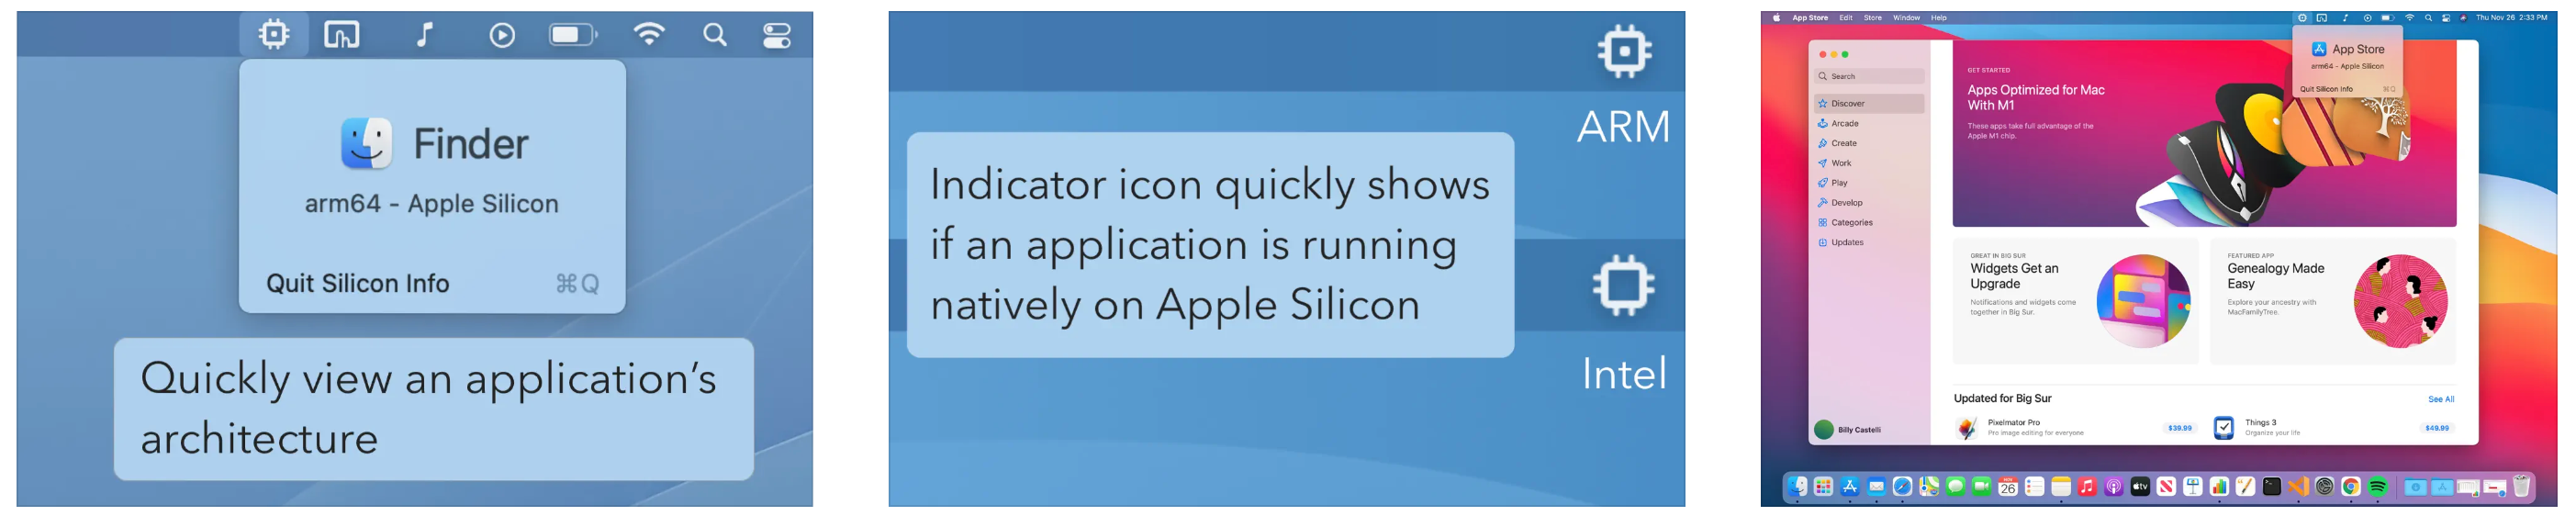 Finder
arm64 - Apple Silicon
Quit Silicon Info ⌘Q
Quickly view an application's
architecture
ARM
Indicator icon quickly shows
if an application is running
natively on Apple Silicon
Intel
App Store Edit Store Window Help
Thu Nov 26 2:33 PM
App Store
arm64 - Apple Silicon
Quit Silicon Info ⌘Q
Search
Discover
Arcade
Create
Work
Play
Develop
Categories
Updates
Billy Castelli
GET STARTED
Apps Optimized for Mac
With M1
These apps take full advantage of the
Apple M1 chip.
GREAT IN BIG SUR
Widgets Get an
Upgrade
Notifications and widgets come
together in Big Sur.
FEATURED APP
Genealogy Made
Easy
Explore your ancestry with
MacFamilyTree.
Updated for Big Sur
See All
Pixelmator Pro
Pro image editing for everyone
$39.99
Things 3
Organize your life
$49.99
26
tv